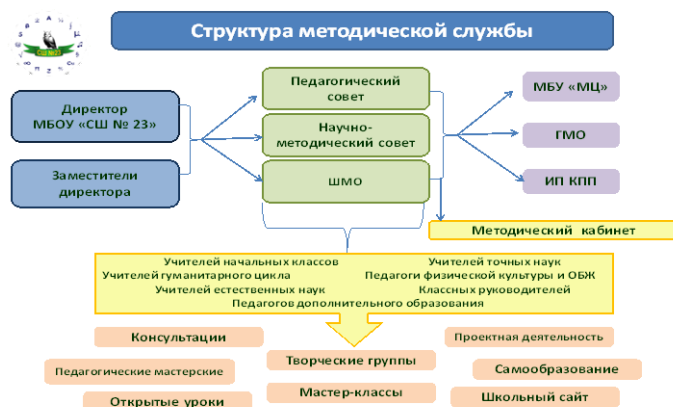 Структура методической службы
Директор
МБОУ «СШ № 23»
Заместители
директора
Педагогический
совет
Научно-
методический совет
ШМО
МБУ «МЦ»
ГМО
ИП КПП
Методический кабинет
Учителей начальных классов Учителей точных наук
Учителей гуманитарного цикла Педагоги физической культуры и ОБЖ
Учителей естественных наук Классных руководителей
Педагогов дополнительного образования
Консультации
Педагогические мастерские
Открытые уроки
Творческие группы
Мастер-классы
Проектная деятельность
Самообразование
Школьный сайт